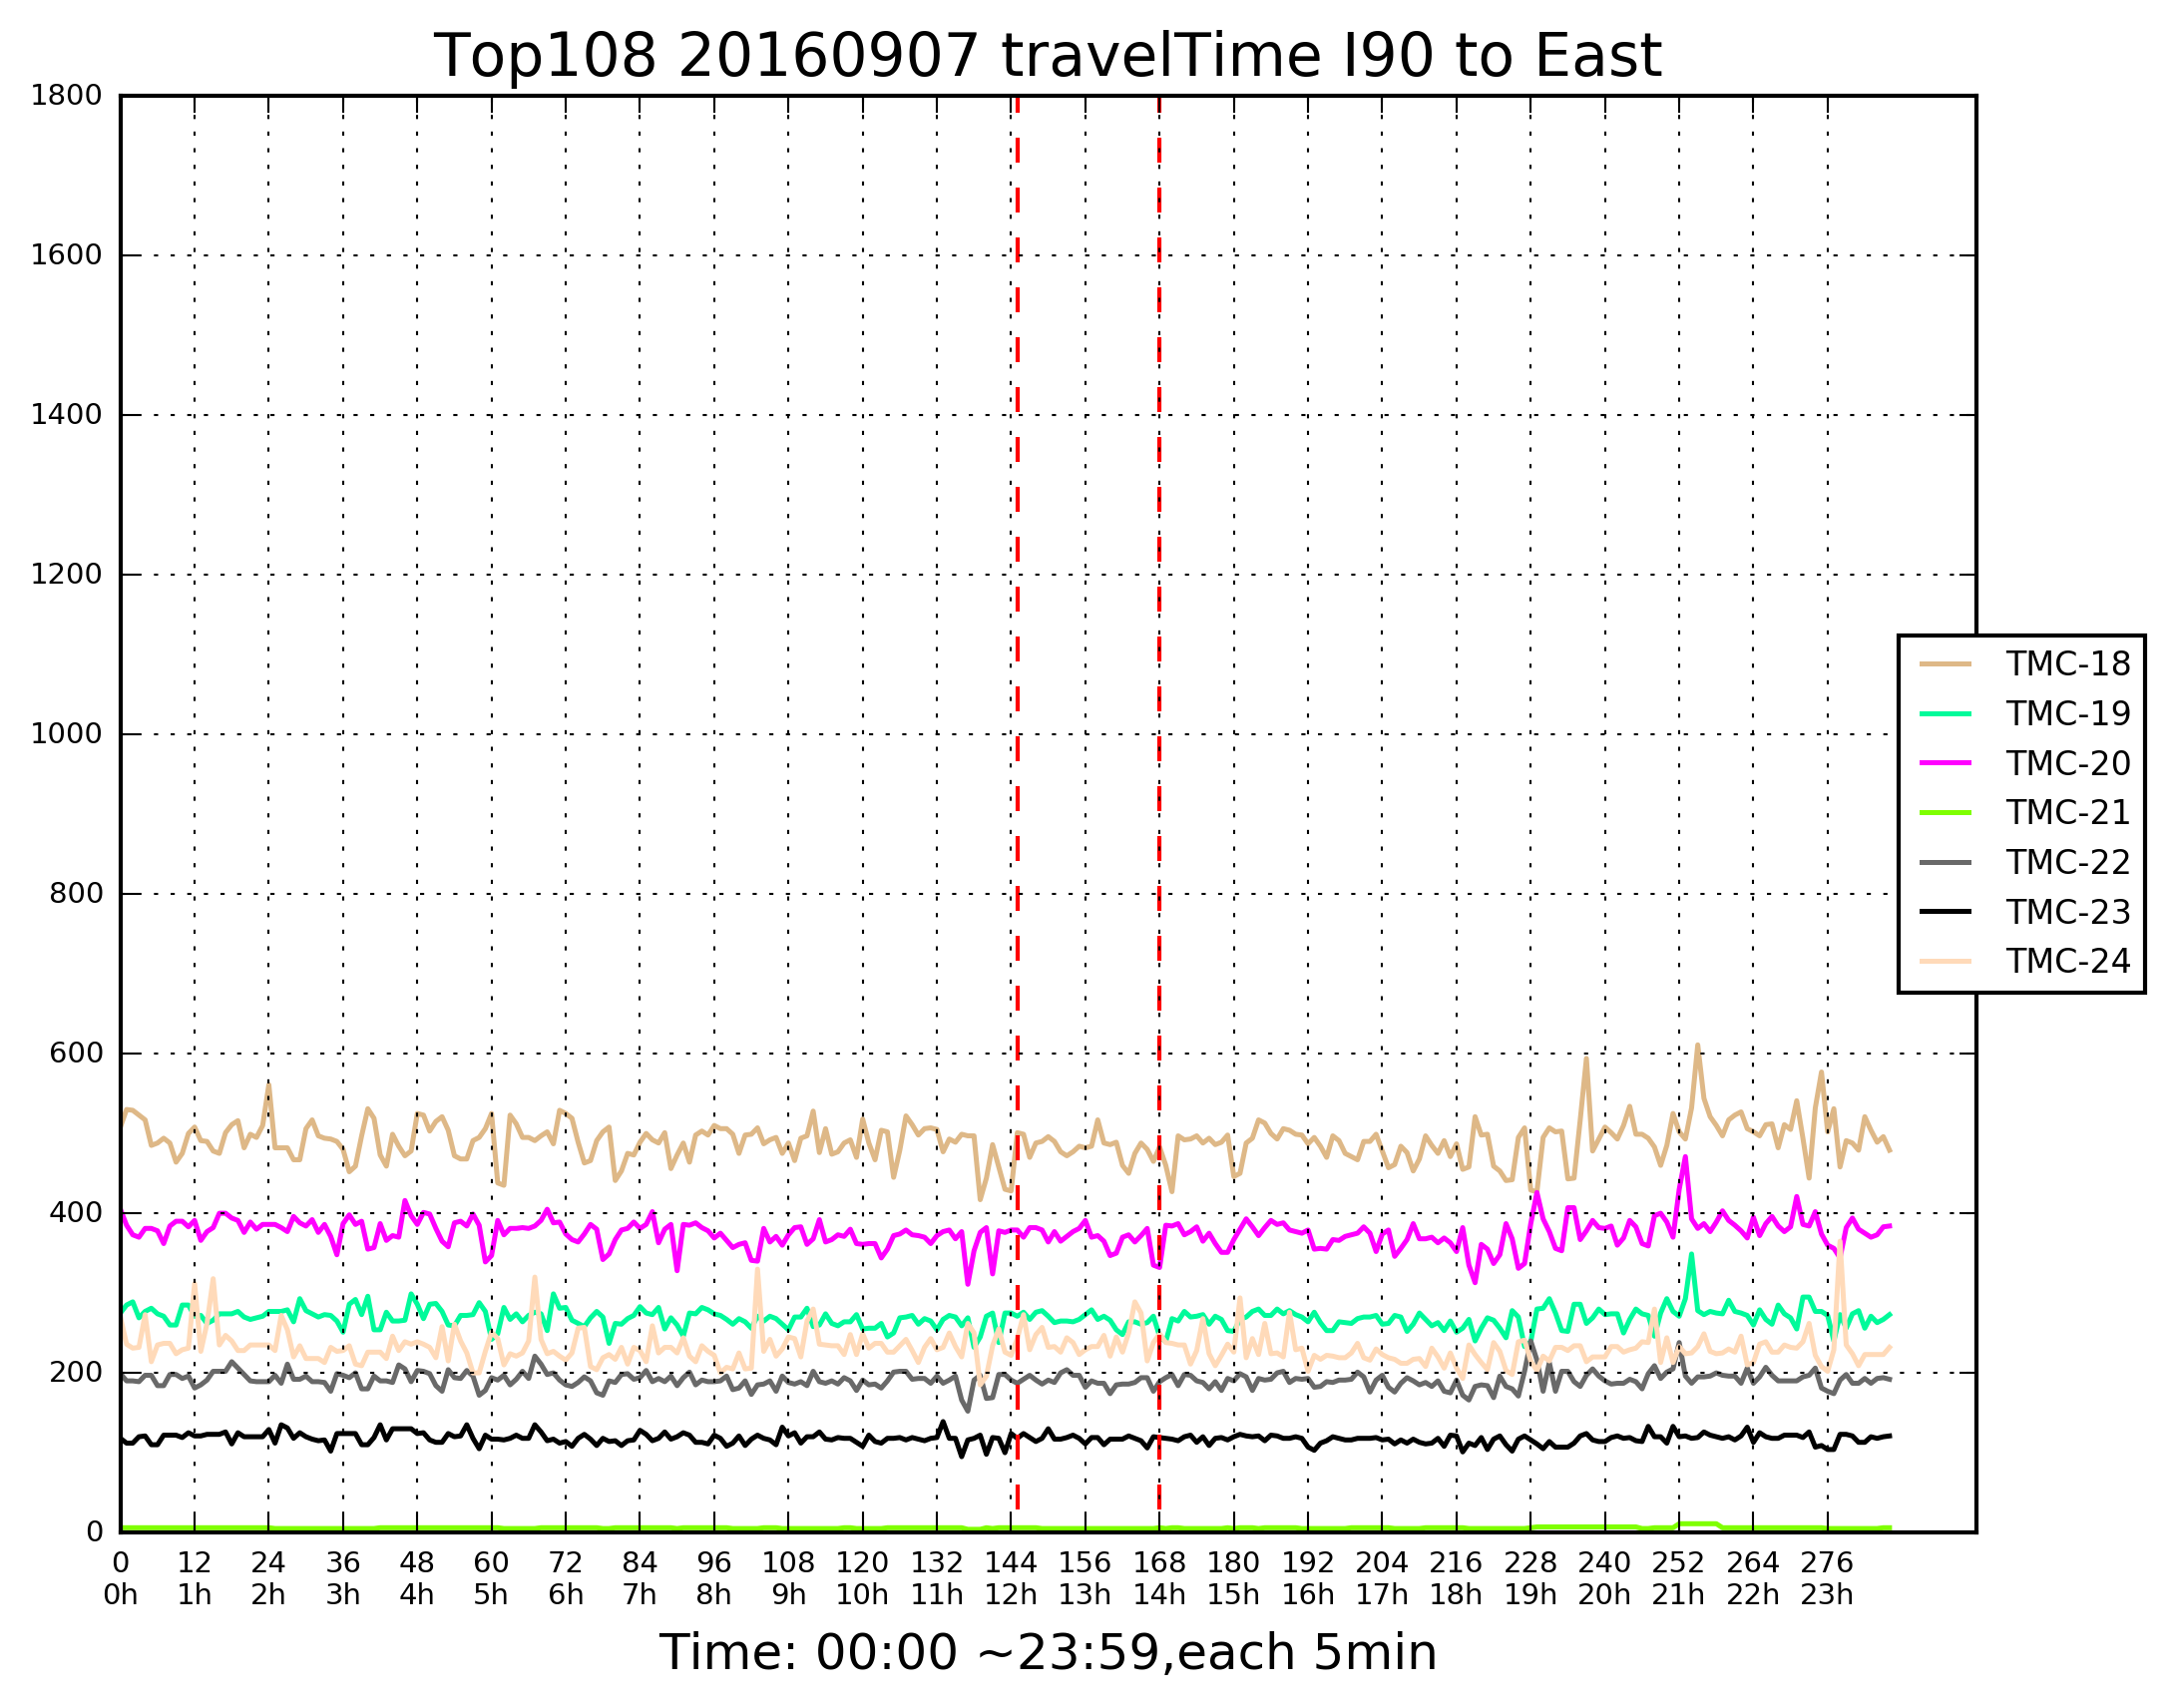 Top108 20160907 travelTime I90 to East
1800
1600
1400
1200
1000
800
600
400
200
0
TMC-18
TMC-19
TMC-20
TMC-21
TMC-22
TMC-23
TMC-24
0 12 24 36 48 60 72 84 96 108 120 132 144 156 168 180 192 204 216 228 240 252 264 276
0h 1h 2h 3h 4h 5h 6h 7h 8h 9h 10h 11h 12h 13h 14h 15h 16h 17h 18h 19h 20h 21h 22h 23h
Time: 00:00 ~23:59,each 5min